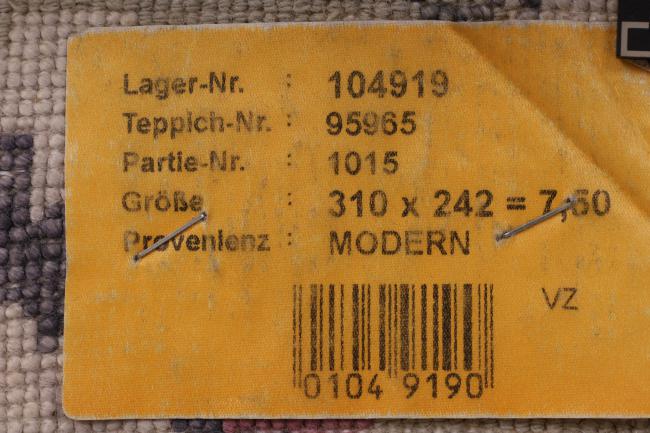 Lager-Nr. : 104919
Teppich-Nr. : 95965
Partie-Nr. : 1015
Größe : 310 x 242 = 7,50
Provenienz : MODERN
VZ
0104 9190